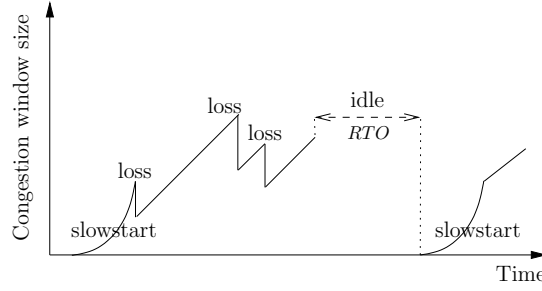 Congestion window size
loss
loss
loss
idle
RTO
slowstart
slowstart
Time